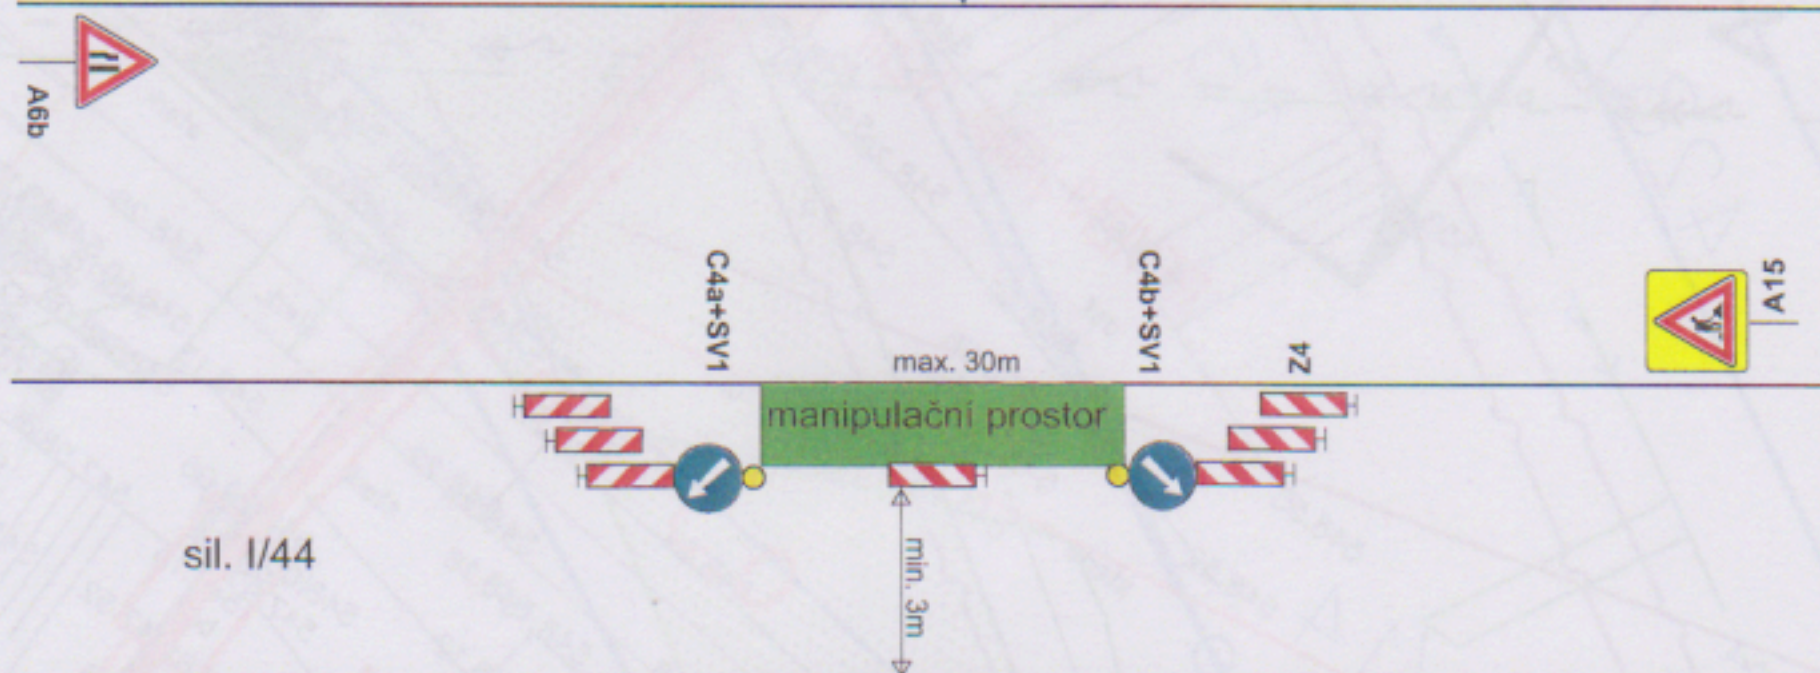 A6b
C4a+SV1
max. 30m
C4b+SV1
Z4
A15
manipulační prostor
sil. I/44
min. 3m